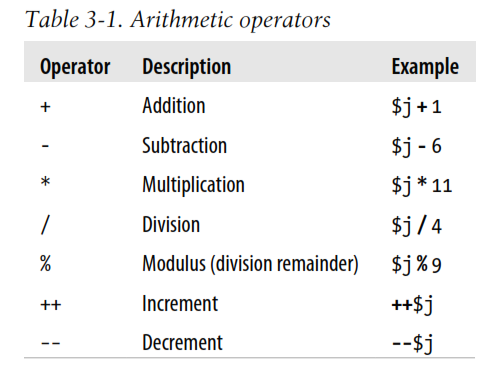 Table 3-1. Arithmetic operators
Operator Description Example
+ Addition $j + 1
- Subtraction $j - 6
* Multiplication $j * 11
/ Division $j / 4
% Modulus (division remainder) $j % 9
++ Increment ++$j
-- Decrement --$j